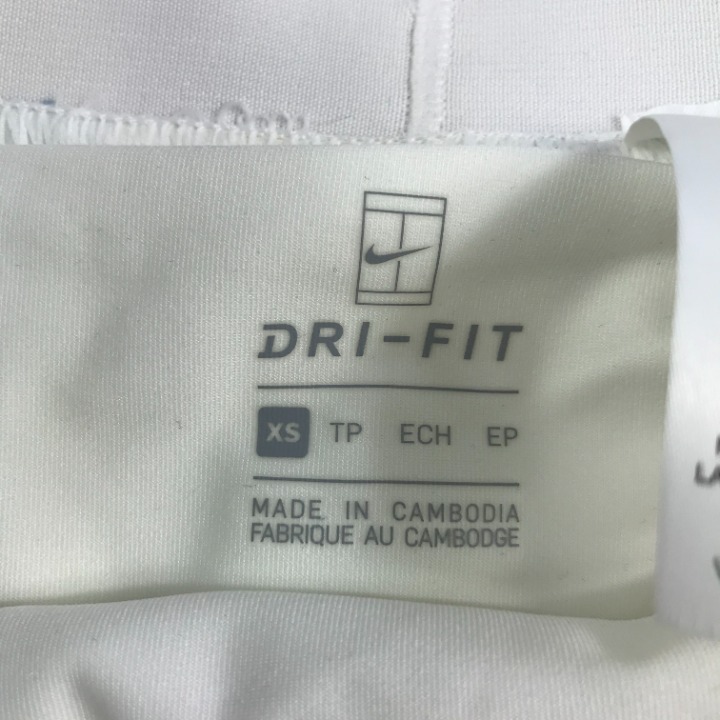 DRI-FIT
XS TP ECH EP
MADE IN CAMBODIA
FABRIQUE AU CAMBODGE